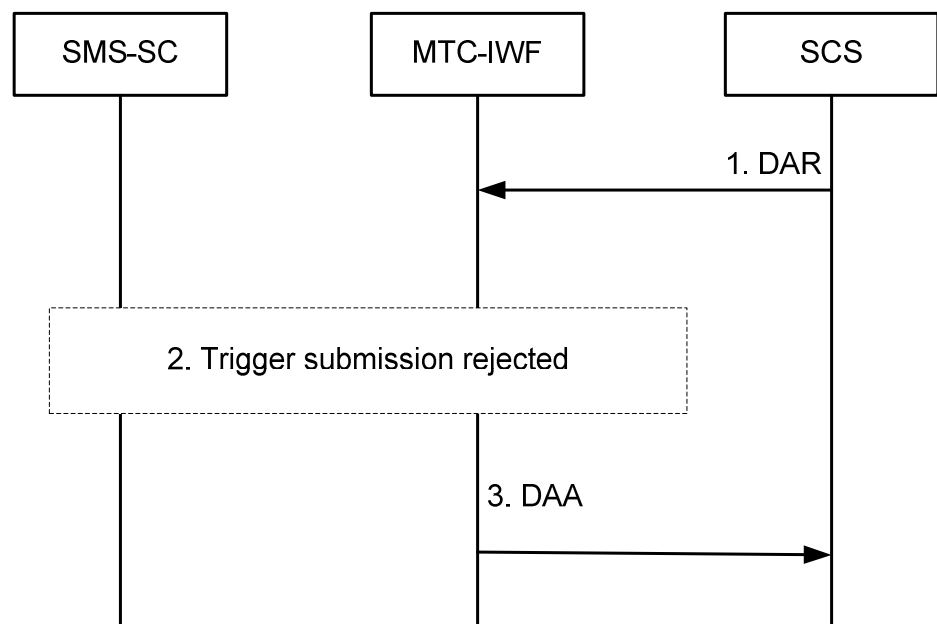 SMS-SC
MTC-IWF
SCS
1. DAR
2. Trigger submission rejected
3. DAA